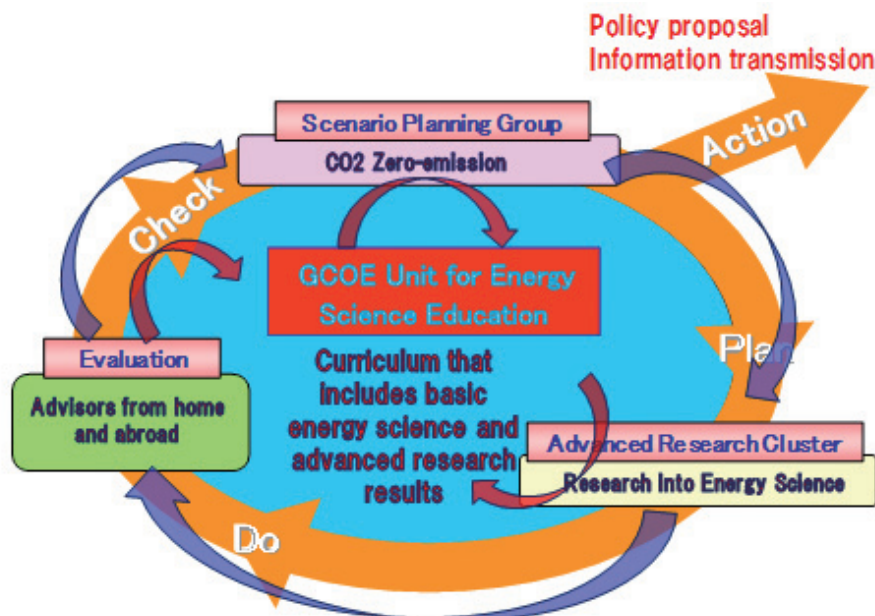 Policy proposal
Information transmission
Action
Scenario Planning Group
CO2 Zero-emission
Check
GCOE Unit for Energy
Science Education
Plan
Evaluation
Advisors from home
and abroad
Curriculum that
includes basic
energy science and
advanced research
results
Advanced Research Cluster
Research into Energy Science
Do